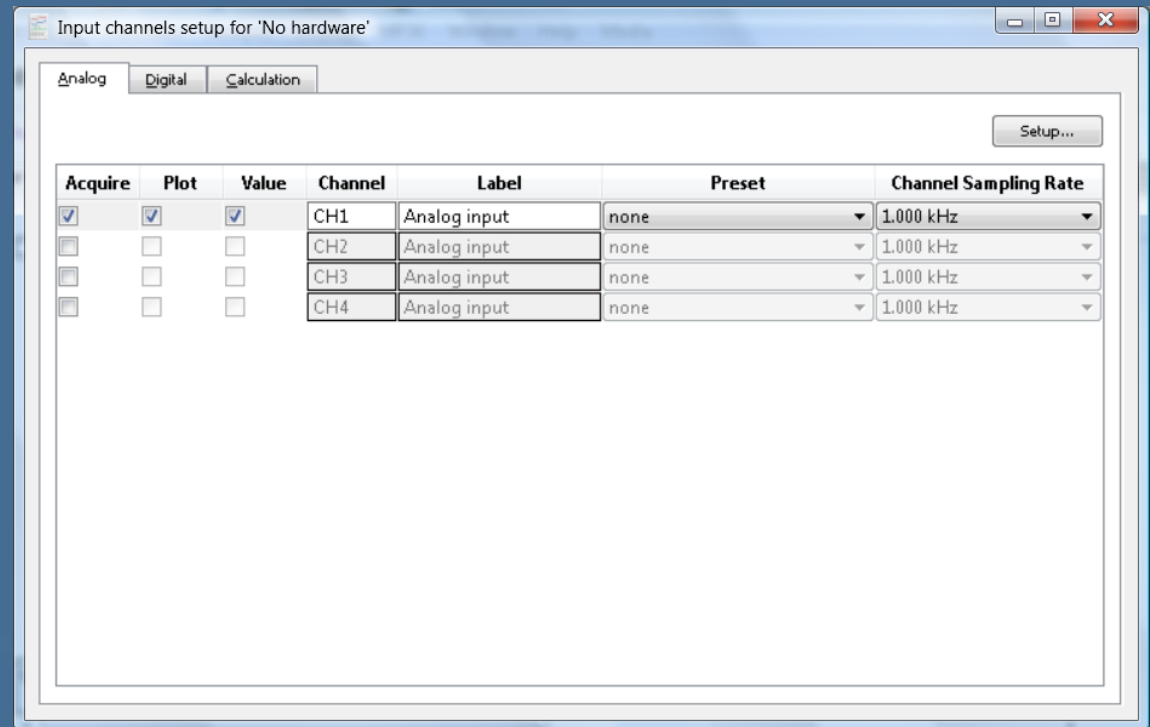 Input channels setup for 'No hardware'
Analog Digital Calculation
Setup...
Acquire Plot Value Channel Label Preset Channel Sampling Rate
CH1 Analog input none 1.000 kHz
CH2 Analog input none 1.000 kHz
CH3 Analog input none 1.000 kHz
CH4 Analog input none 1.000 kHz